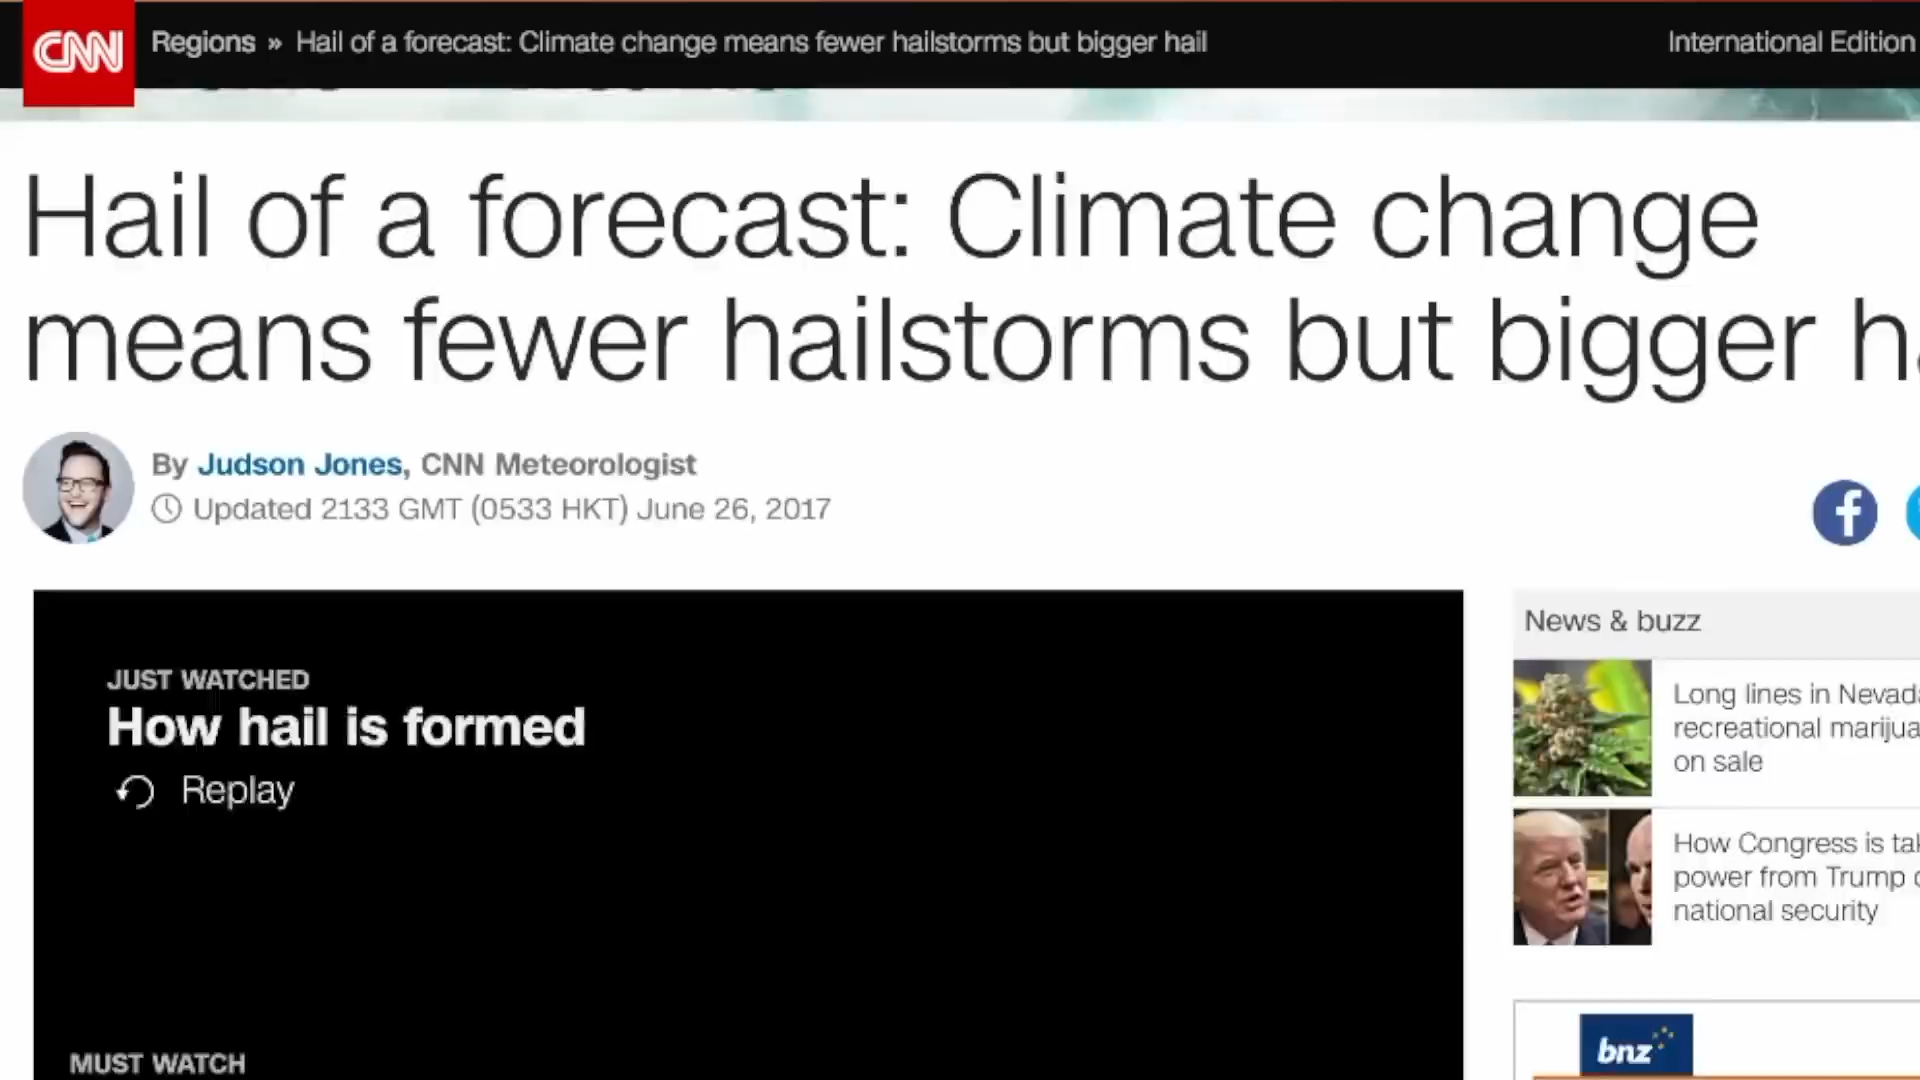 CNN Regions » Hail of a forecast: Climate change means fewer hailstorms but bigger hail International Edition
Hail of a forecast: Climate change
means fewer hailstorms but bigger
By Judson Jones, CNN Meteorologist
Updated 2133 GMT (0533 HKT) June 26, 2017
f
JUST WATCHED
How hail is formed
Replay
MUST WATCH
News & buzz
Long lines in
recreational
on sale
How Congress is
power from Trump
national security
bnz